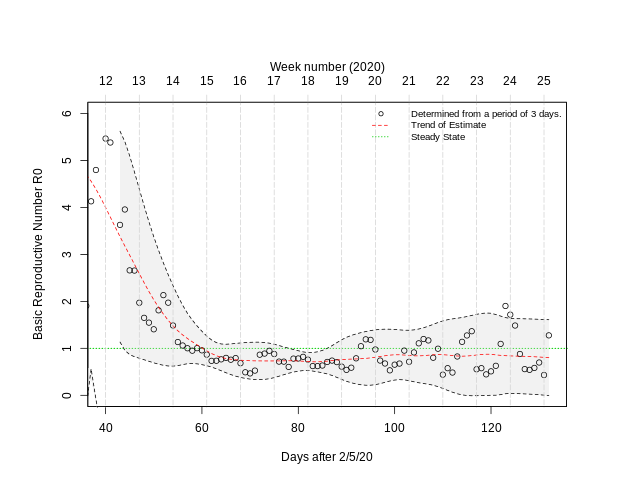 Week number (2020)
12 13 14 15 16 17 18 19 20 21 22 23 24 25
Determined from a period of 3 days.
Trend of Estimate
Steady State
Basic Reproductive Number R0
6
5
4
3
2
1
0
40 60 80 100 120
Days after 2/5/20